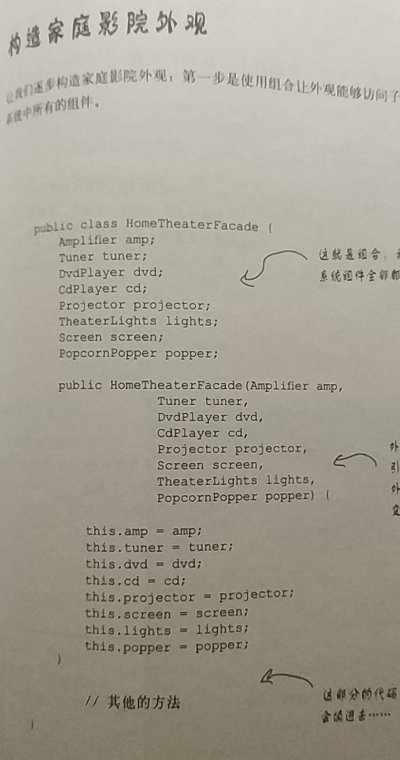 构造家庭影院外观
让我们逐步构造家庭影院外观：第一步是使用组合让外观能够访问子
系统中所有的组件。
public class HomeTheaterFacade {
Amplifier amp;
Tuner tuner;
DvdPlayer dvd;
CdPlayer cd;
Projector projector;
TheaterLights lights;
Screen screen;
PopcornPopper popper;
这就是组合，
系统组件全部都
public HomeTheaterFacade(Amplifier amp,
Tuner tuner,
DvdPlayer dvd,
CdPlayer cd,
Projector projector,
Screen screen,
TheaterLights lights,
PopcornPopper popper) {
外
引
外
变
this.amp = amp;
this.tuner = tuner;
this.dvd = dvd;
this.cd = cd;
this.projector = projector;
this.screen = screen;
this.lights = lights;
this.popper = popper;
}
// 其他的方法
这部分的代码
会填进去……
}